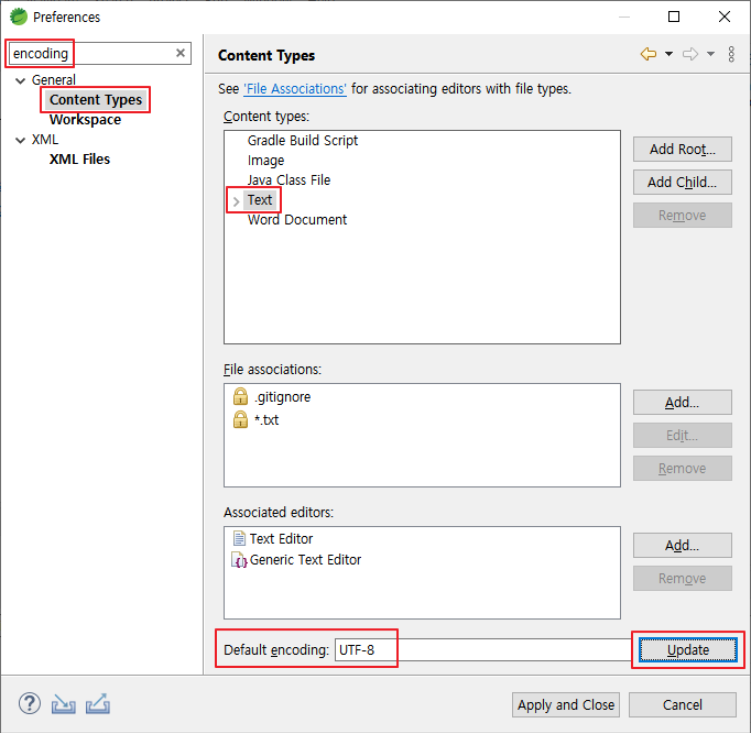 Preferences
encoding
General
Content Types
Workspace
XML
XML Files
Content Types
See 'File Associations' for associating editors with file types.
Content types:
Gradle Build Script
Image
Java Class File
Text
Word Document
Add Root...
Add Child...
Remove
File associations:
.gitignore
*.txt
Add...
Edit...
Remove
Associated editors:
Text Editor
Generic Text Editor
Add...
Remove
Default encoding: UTF-8
Update
Apply and Close
Cancel